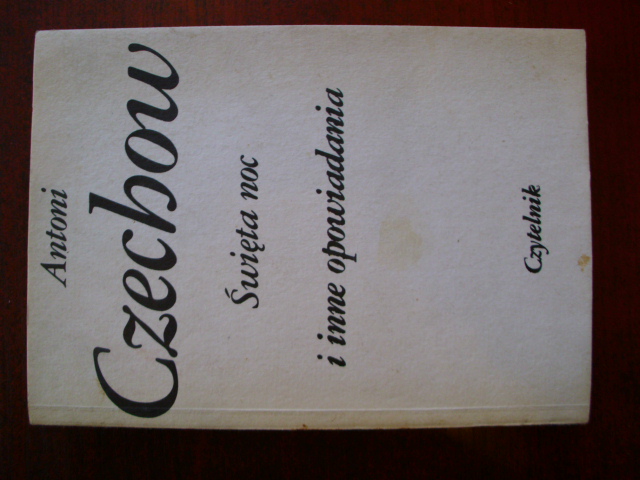 Antoni
Czechow
Święta noc
i inne opowiadania
Czytelnik